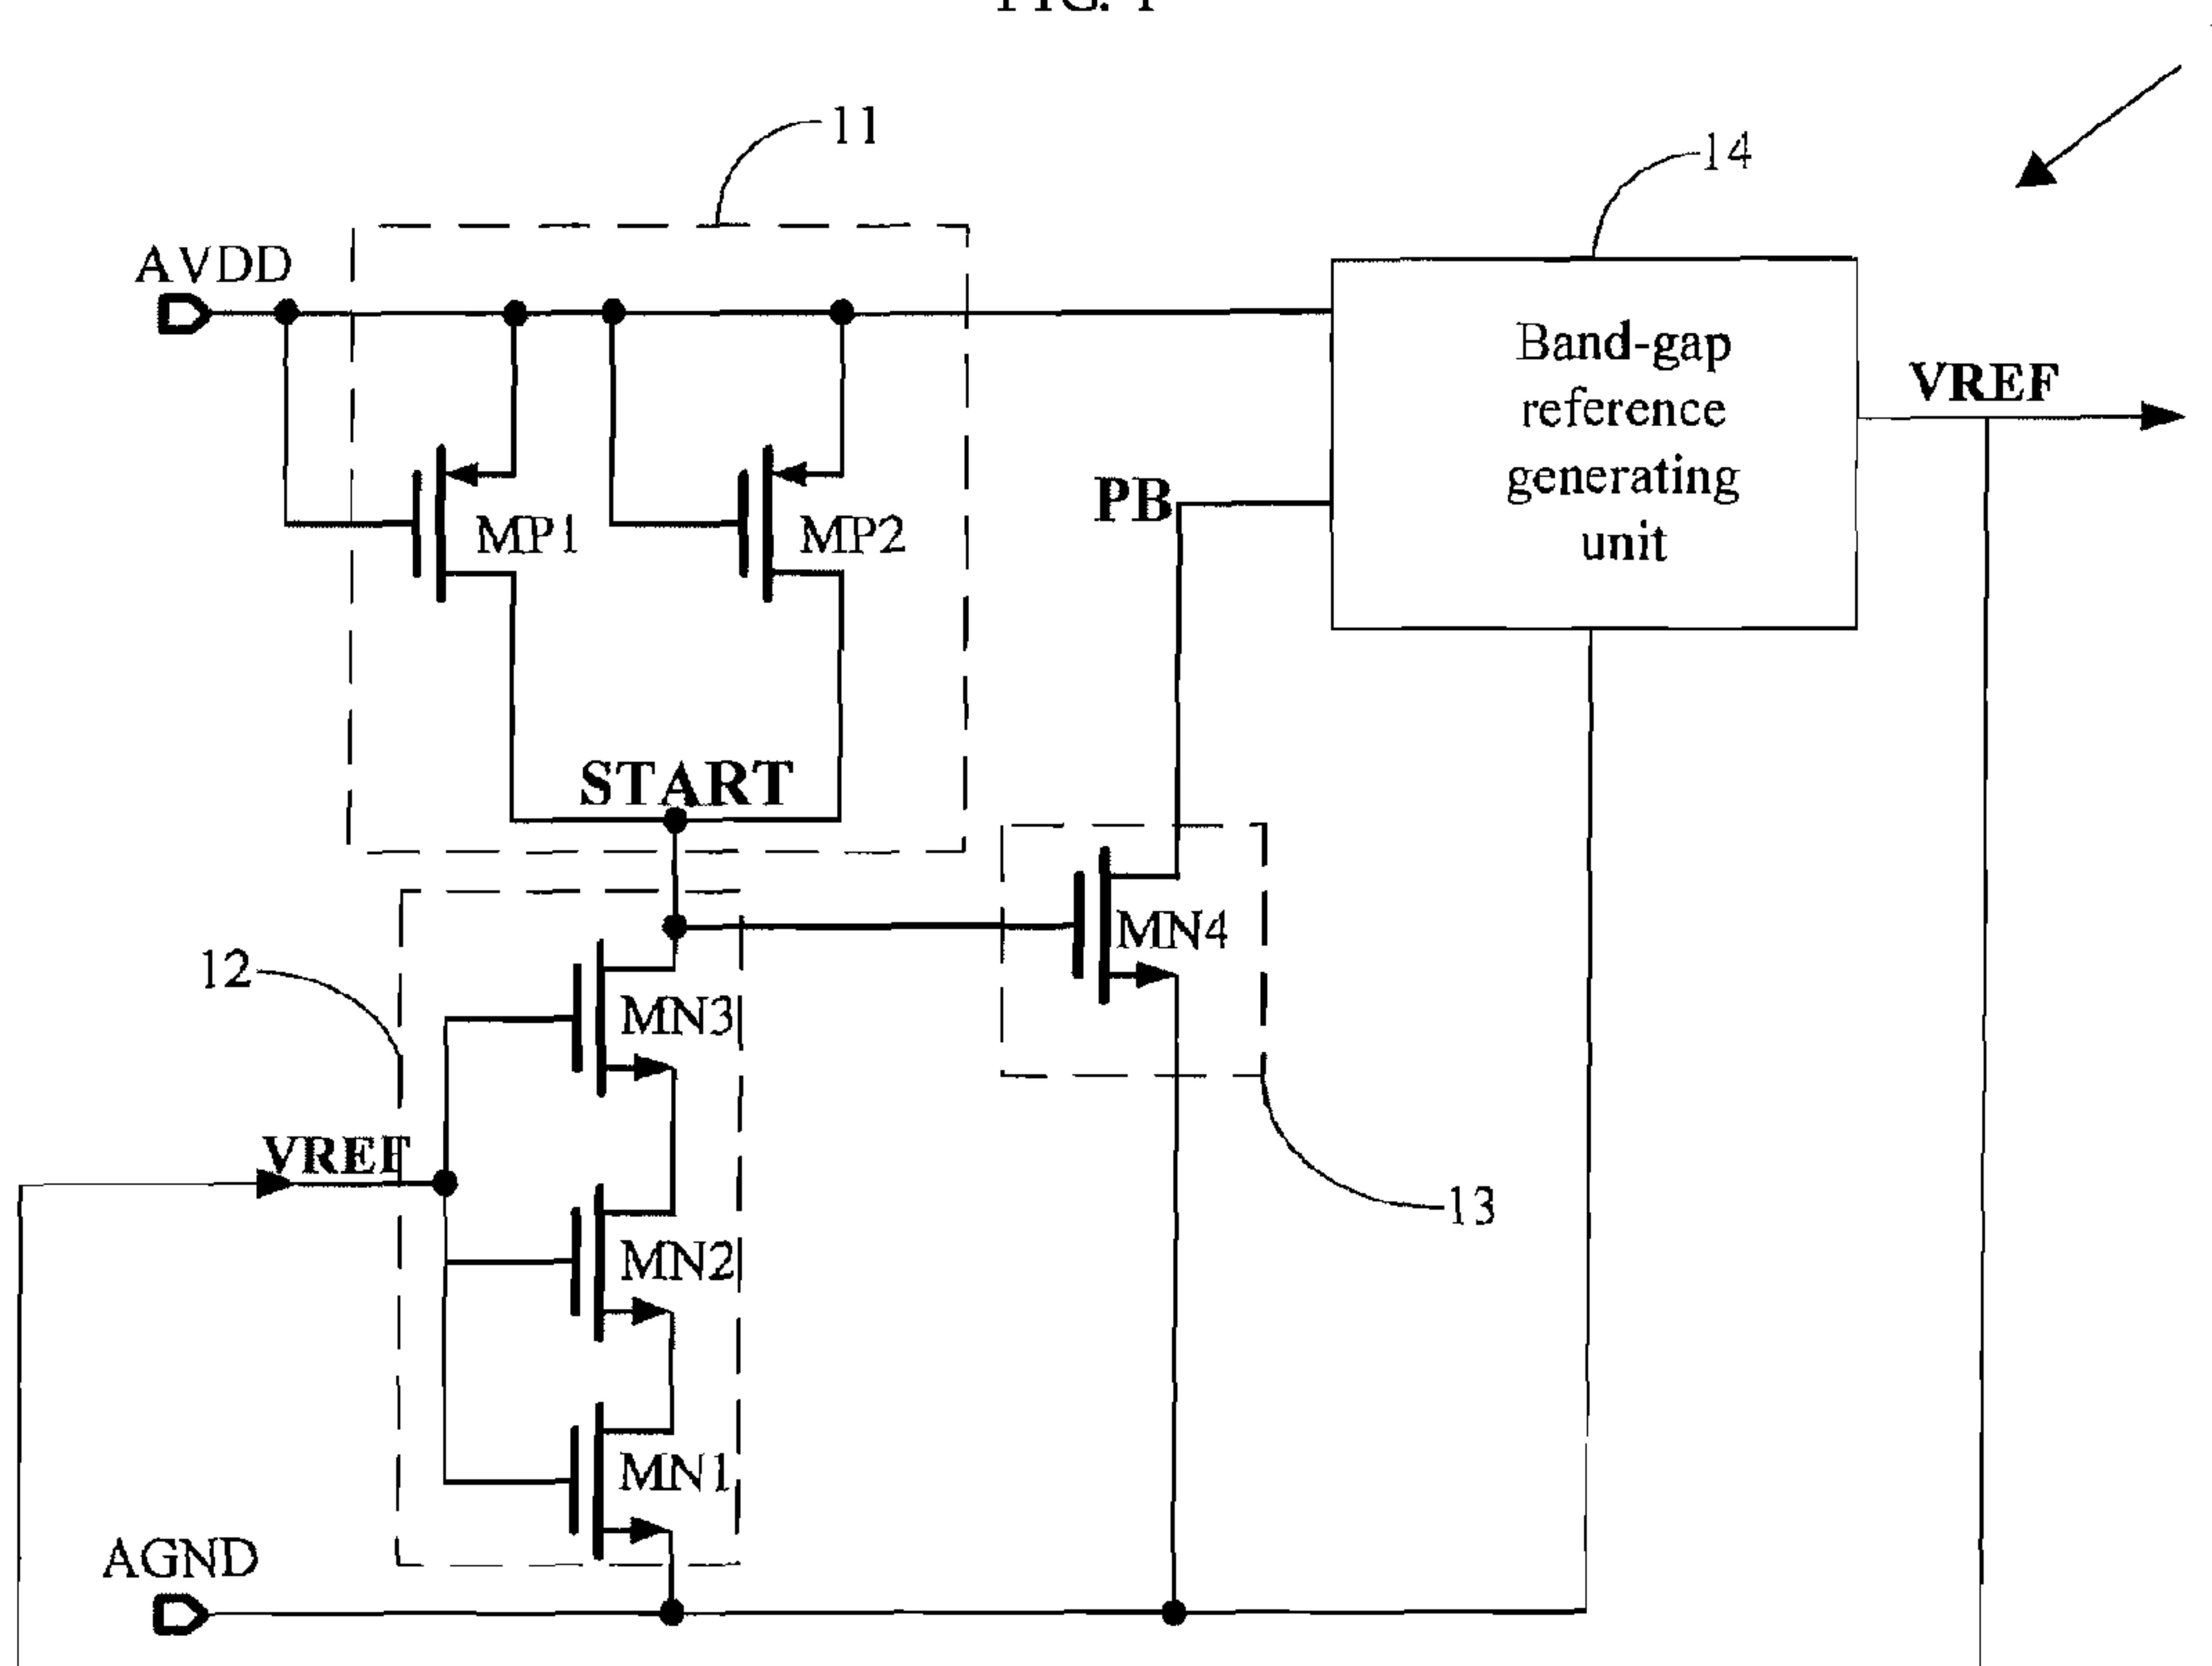 11
14
AVDD
Band-gap
reference
generating
unit
VREF
PB
MP1
MP2
START
MN4
12
MN3
VREF
13
MN2
MN1
AGND